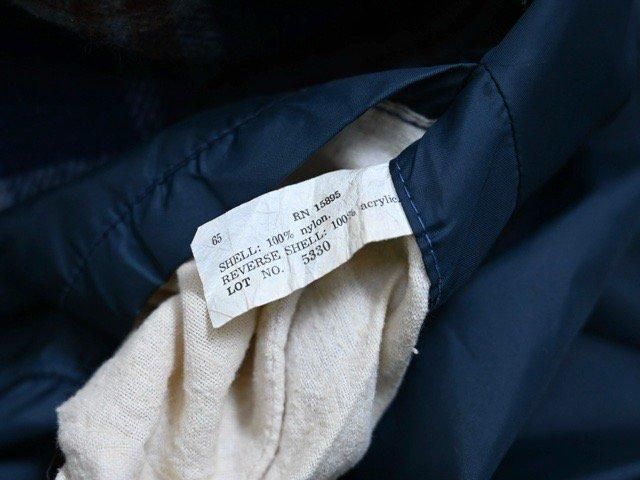 65 RN 15895
SHELL: 100% nylon.
REVERSE SHELL: 100% acrylic
LOT NO. 5330